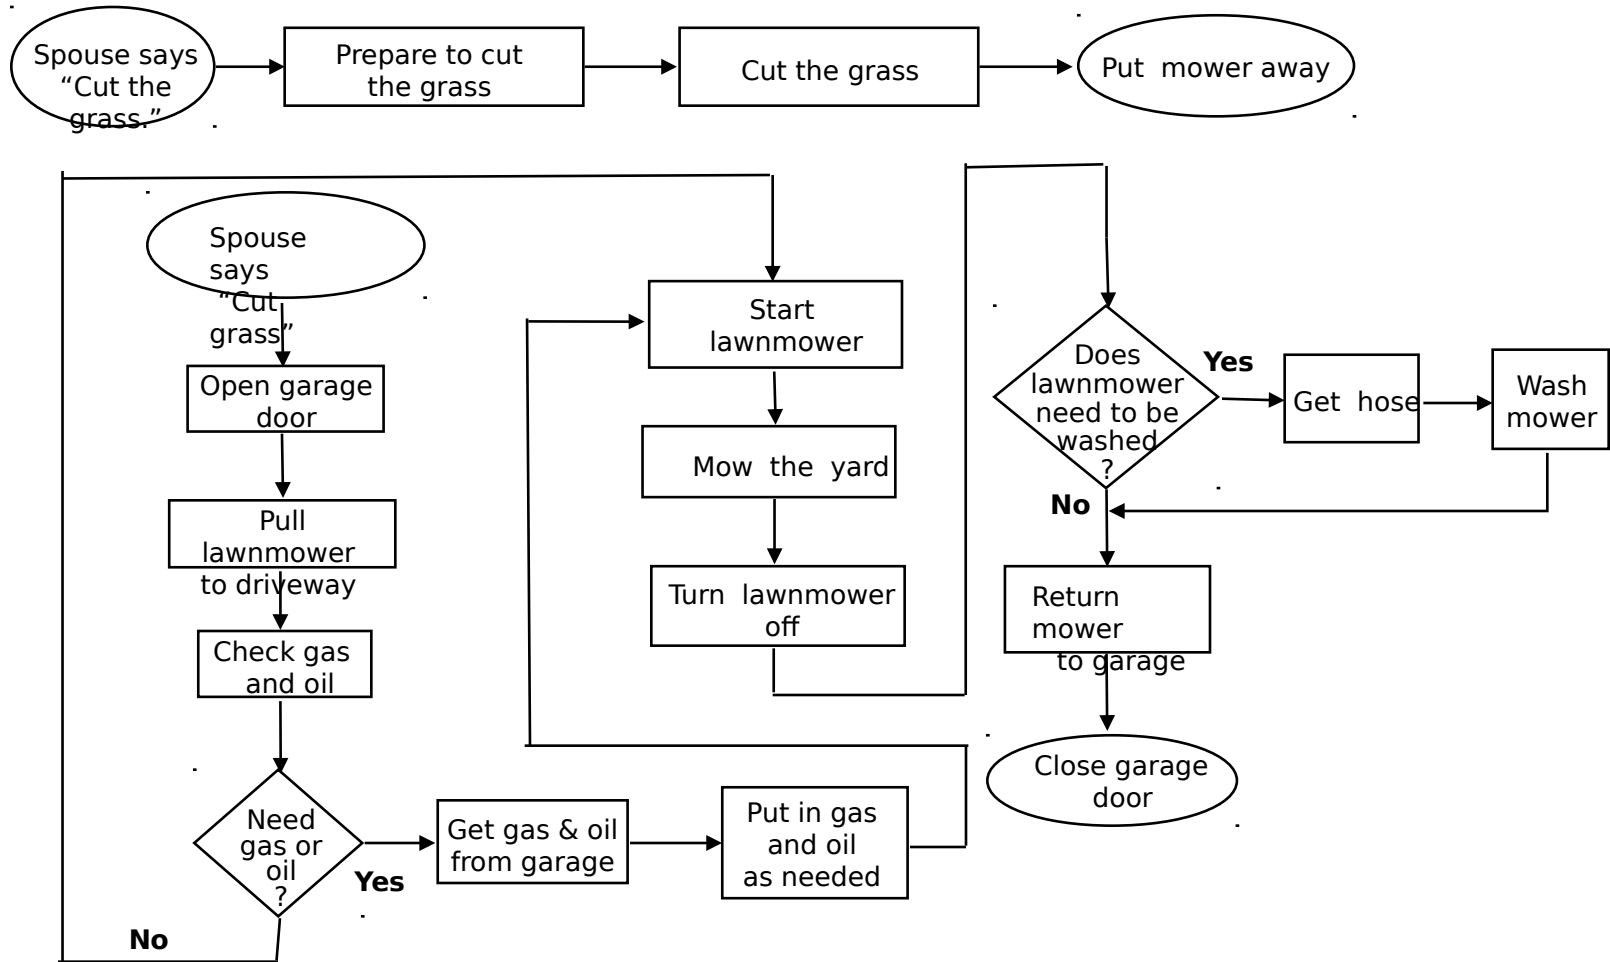 Spouse says
“Cut the
grass.”
Prepare to cut
the grass
Cut the grass
Put mower away
Spouse
says
“Cut
grass”
Open garage
door
Pull
lawnmower
to driveway
Check gas
and oil
Need
gas or
oil
?
Yes
No
Get gas & oil
from garage
Put in gas
and oil
as needed
Start
lawnmower
Mow the yard
Turn lawnmower
off
Does
lawnmower
need to be
washed
?
Yes
No
Get hose
Wash
mower
Return
mower
to garage
Close garage
door